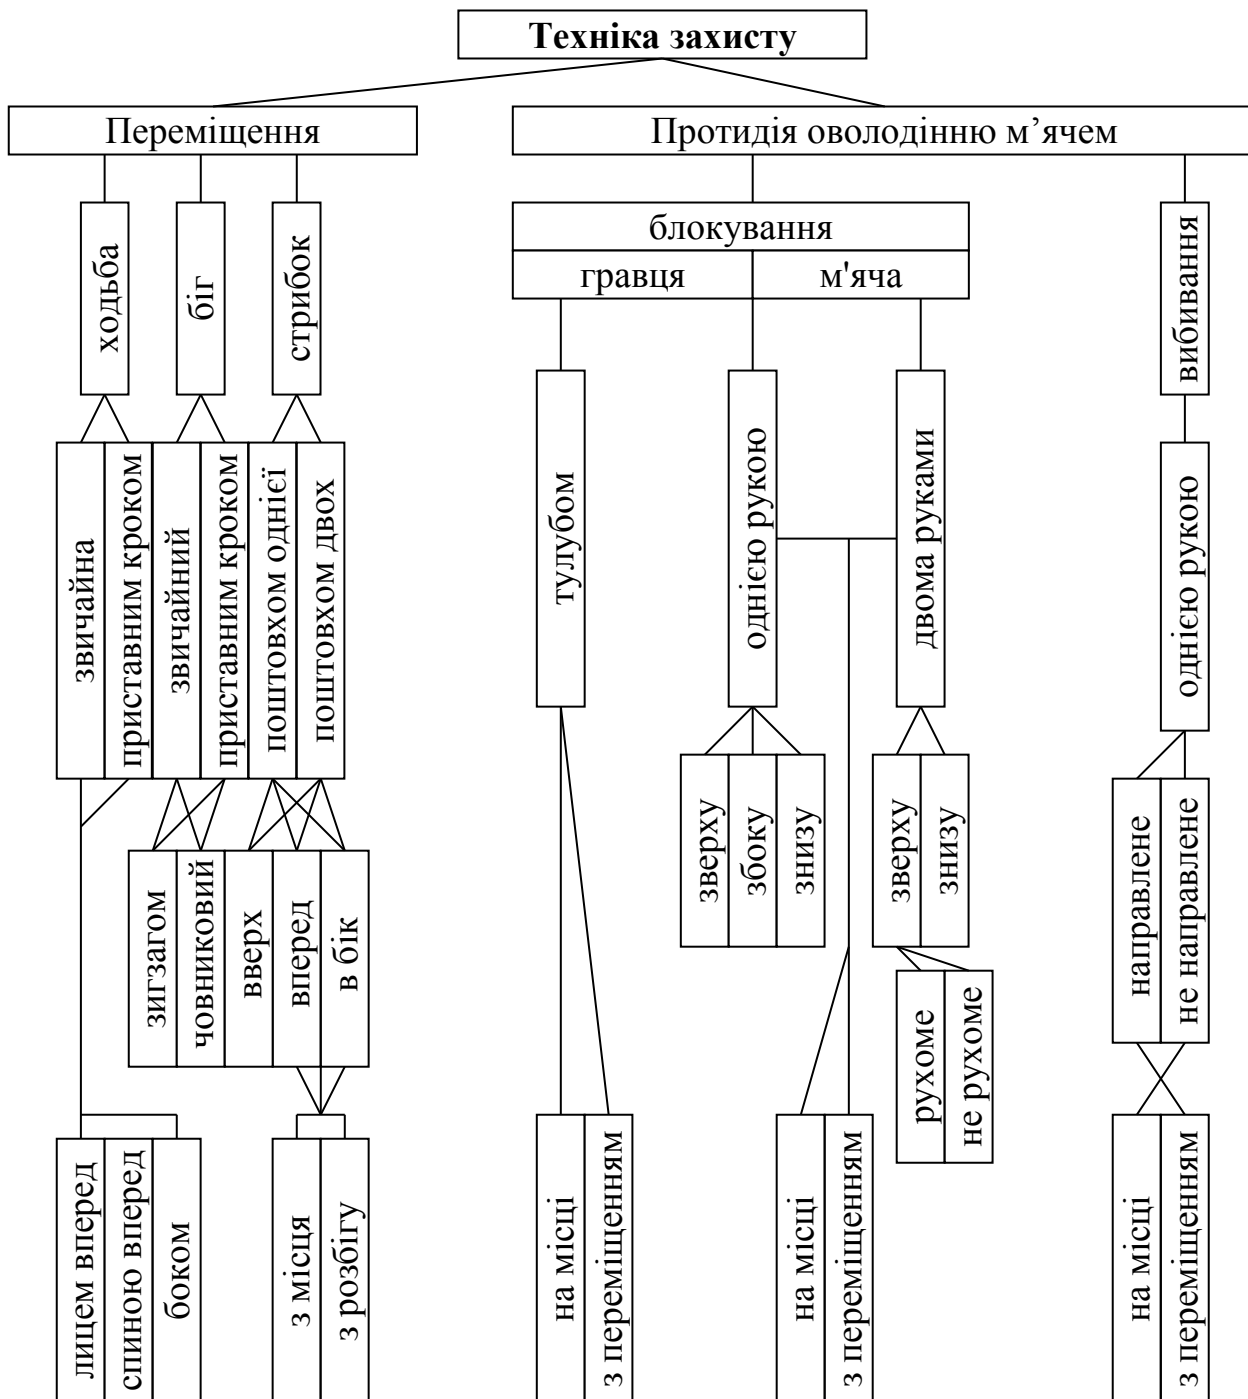 Техніка захисту
Переміщення
Протидія оволодінню м’ячем
ходьба
біг
стрибок
блокування
гравця
м'яча
вибивання
тулубом
однією рукою
двома руками
звичайна
приставним кроком
звичайний
приставним кроком
поштовхом однієї
поштовхом двох
однією рукою
зверху
збоку
знизу
зверху
знизу
направлене
не направлене
зигзагом
човниковий
вверх
вперед
в бік
рухоме
не рухоме
лицем вперед
спиною вперед
боком
з місця
з розбігу
на місці
з переміщенням
на місці
з переміщенням
на місці
з переміщенням